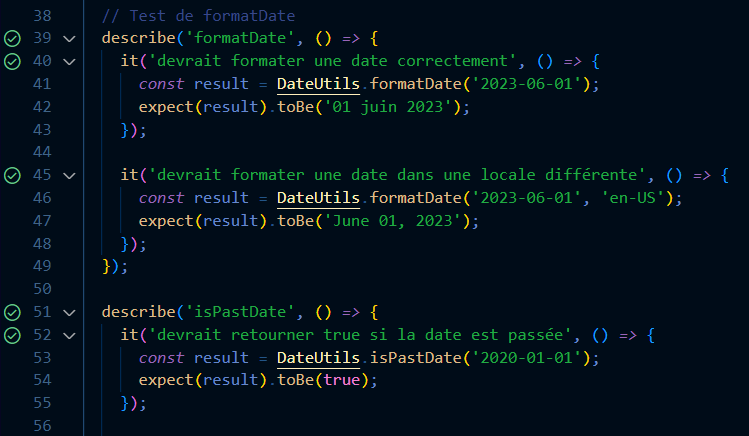 38 // Test de formatDate
39 describe('formatDate', () => {
40 it('devrait formater une date correctement', () => {
41 const result = DateUtils.formatDate('2023-06-01');
42 expect(result).toBe('01 juin 2023');
43 });
44
45 it('devrait formater une date dans une locale différente', () => {
46 const result = DateUtils.formatDate('2023-06-01', 'en-US');
47 expect(result).toBe('June 01, 2023');
48 });
49 });
50
51 describe('isPastDate', () => {
52 it('devrait retourner true si la date est passée', () => {
53 const result = DateUtils.isPastDate('2020-01-01');
54 expect(result).toBe(true);
55 });
56